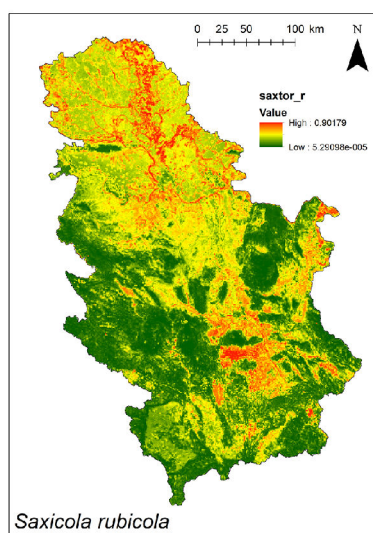 0 25 50 100 km
N
saxtor_r
Value
High : 0.90179
Low : 5.29098e-005
Saxicola rubicola